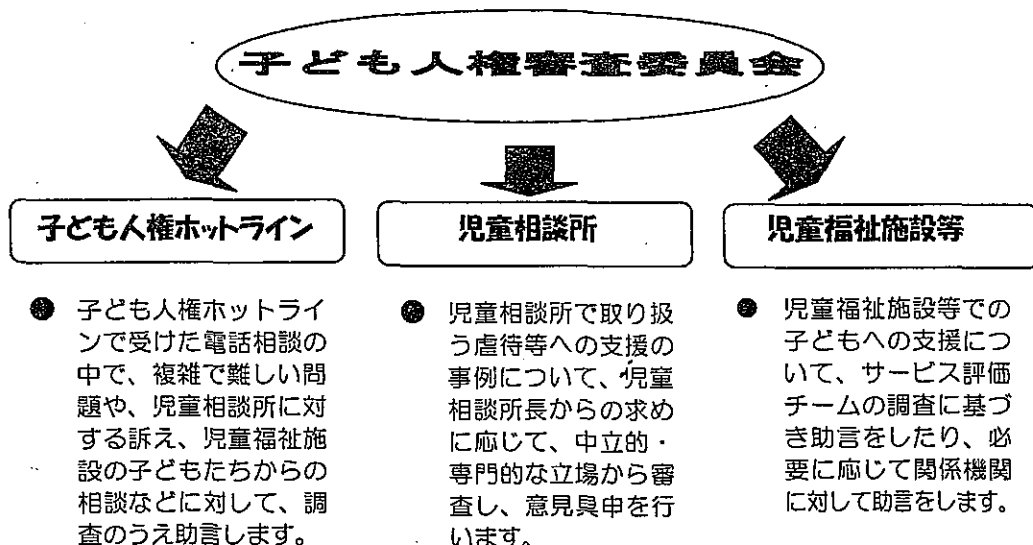 子ども人権審査委員会
子ども人権ホットライン
● 子ども人権ホットライ
ンで受けた電話相談の
中で、複雑で難しい問
題や、児童相談所に対
する訴え、児童福祉施
設の子どもたちからの
相談などに対して、調
査のうえ助言します。
児童相談所
● 児童相談所で取り扱
う虐待等への支援の
事例について、児童
相談所長からの求め
に応じて、中立的・
専門的な立場から審
査し、意見具申を行
います。
児童福祉施設等
● 児童福祉施設等での
子どもへの支援につ
いて、サービス評価
チームの調査に基づ
き助言をしたり、必
要に応じて関係機関
に対して助言をします。